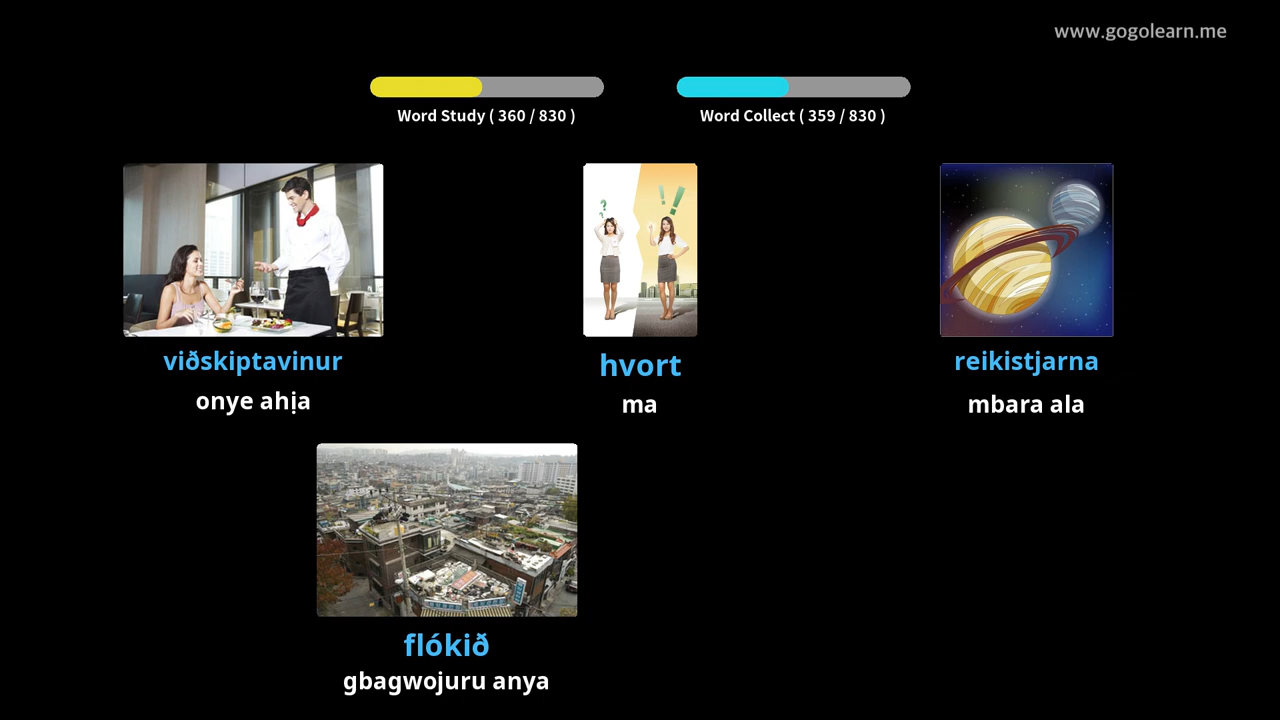 www.gogolearn.me
Word Study ( 360 / 830 )
Word Collect ( 359 / 830 )
viðskiptavinur
onye ahịa
hvort
ma
reikistjarna
mbara ala
flókið
gbagwojuru anya